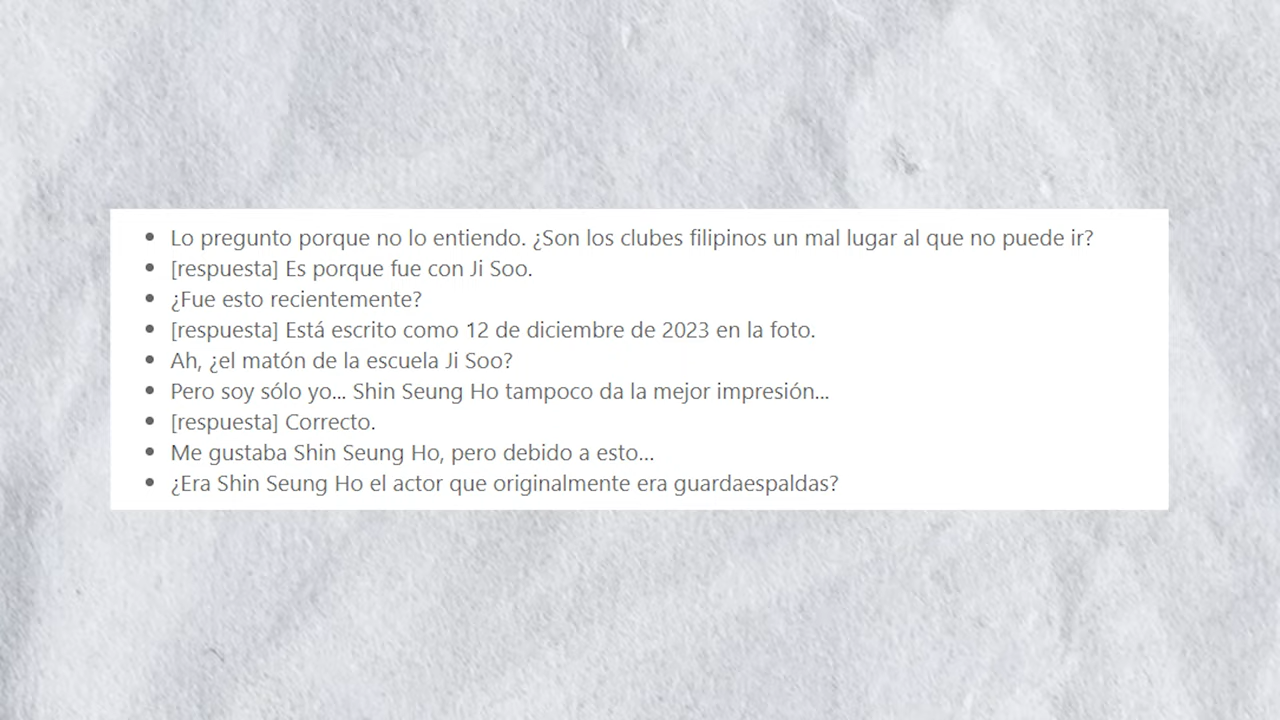 • Lo pregunto porque no lo entiendo. ¿Son los clubes filipinos un mal lugar al que no puede ir?
• [respuesta] Es porque fue con Ji Soo.
• ¿Fue esto recientemente?
• [respuesta] Está escrito como 12 de diciembre de 2023 en la foto.
• Ah, ¿el matón de la escuela Ji Soo?
• Pero soy sólo yo... Shin Seung Ho tampoco da la mejor impresión...
• [respuesta] Correcto.
• Me gustaba Shin Seung Ho, pero debido a esto...
• ¿Era Shin Seung Ho el actor que originalmente era guardaespaldas?